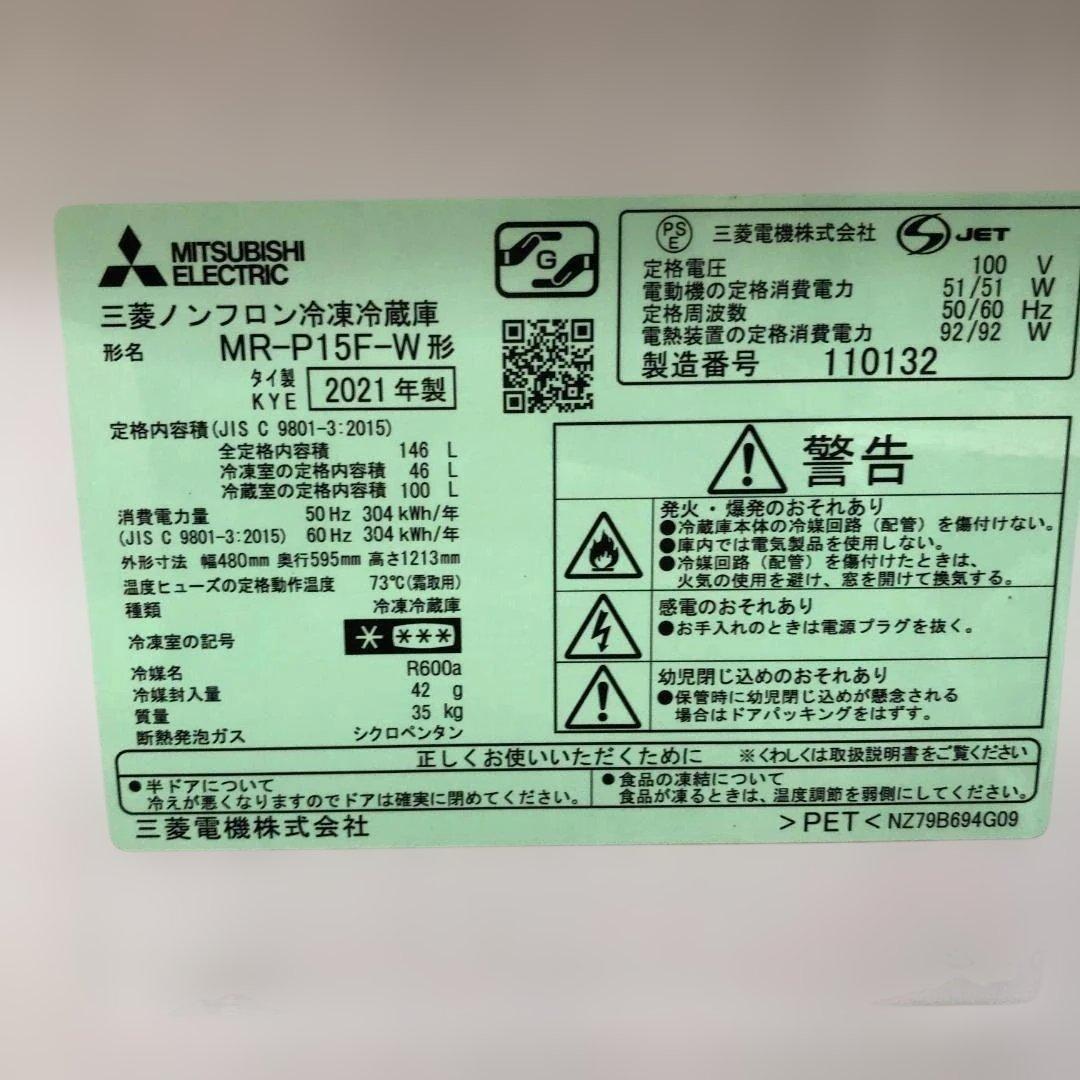 MITSUBISHI
ELECTRIC
三菱ノンフロン冷凍冷蔵庫
形名 MR-P15F-W形
タイ製
KYE 2021年製
定格内容積(JIS C 9801-3:2015)
全定格内容積 146 L
冷凍室の定格内容積 46 L
冷蔵室の定格内容積 100 L
消費電力量 50Hz 304kWh/年
(JIS C 9801-3:2015) 60Hz 304kWh/年
外形寸法 幅480mm 奥行595mm 高さ1213mm
温度ヒューズの定格動作温度 73℃(霜取用)
種類 冷凍冷蔵庫
冷凍室の記号 * ***
冷媒名 R600a
冷媒封入量 42 g
質量 35 kg
断熱発泡ガス シクロペンタン
G
PS
E 三菱電機株式会社 S JET
定格電圧 100 V
電動機の定格消費電力 51/51 W
定格周波数 50/60 Hz
電熱装置の定格消費電力 92/92 W
製造番号 110132
警告
発火・爆発のおそれあり
●冷蔵庫本体の冷媒回路(配管)を傷付けない。
●庫内では電気製品を使用しない。
●冷媒回路(配管)を傷付けたときは、
火気の使用を避け、窓を開けて換気する。
感電のおそれあり
●お手入れのときは電源プラグを抜く。
幼児閉じ込めのおそれあり
●保管時に幼児閉じ込めが懸念される
場合はドアパッキングをはずす。
正しくお使いいただくために ※くわしくは取扱説明書をご覧ください
●半ドアについて
冷えが悪くなりますのでドアは確実に閉めてください。
●食品の凍結について
食品が凍るときは、温度調節を弱側にしてください。
三菱電機株式会社
>PET< NZ79B694G09